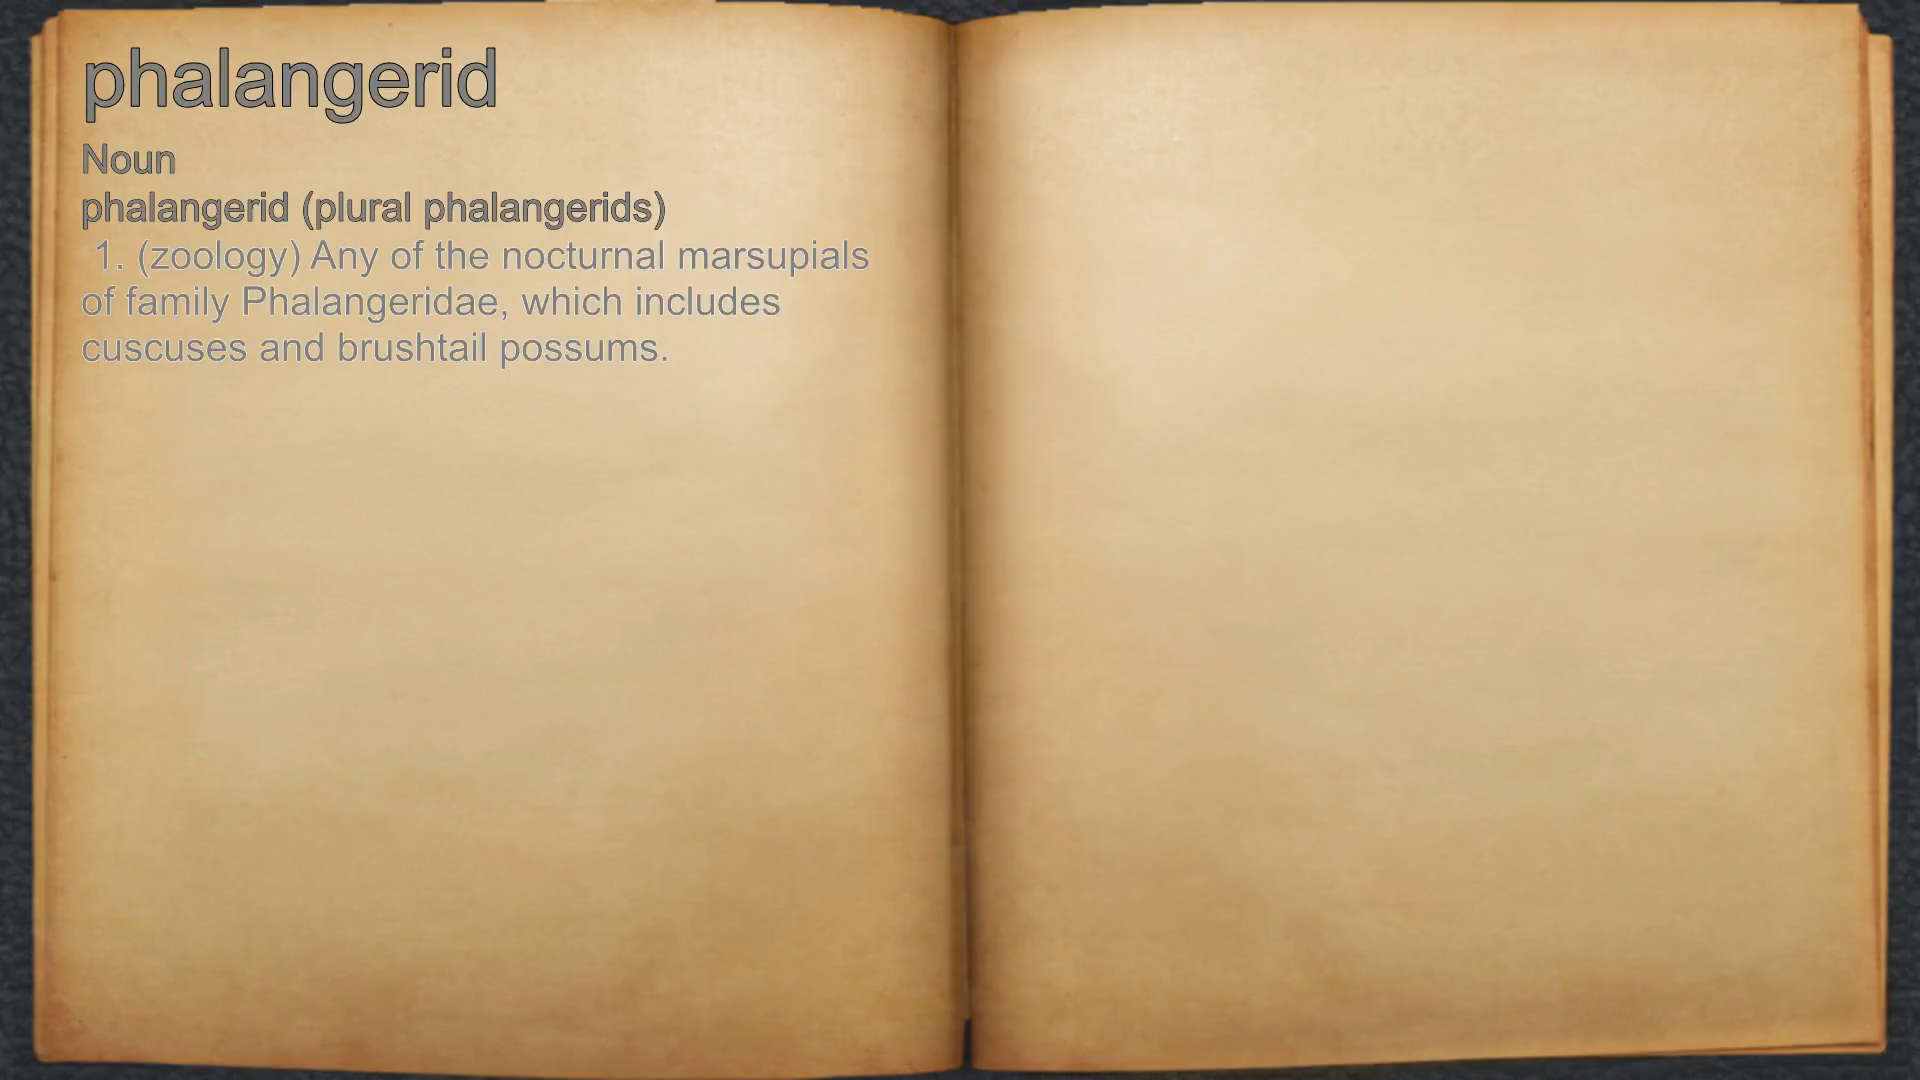 phalangerid
Noun
phalangerid (plural phalangerids)
1. (zoology) Any of the nocturnal marsupials
of family Phalangeridae, which includes
cuscuses and brushtail possums.